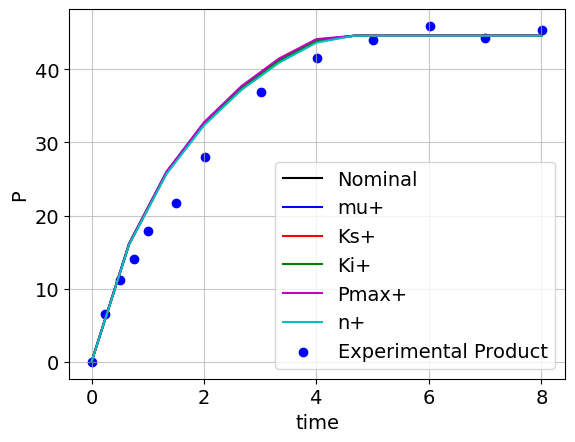 P
40
30
20
10
0
Nominal
mu+
Ks+
Ki+
Pmax+
n+
Experimental Product
0 2 4 6 8
time